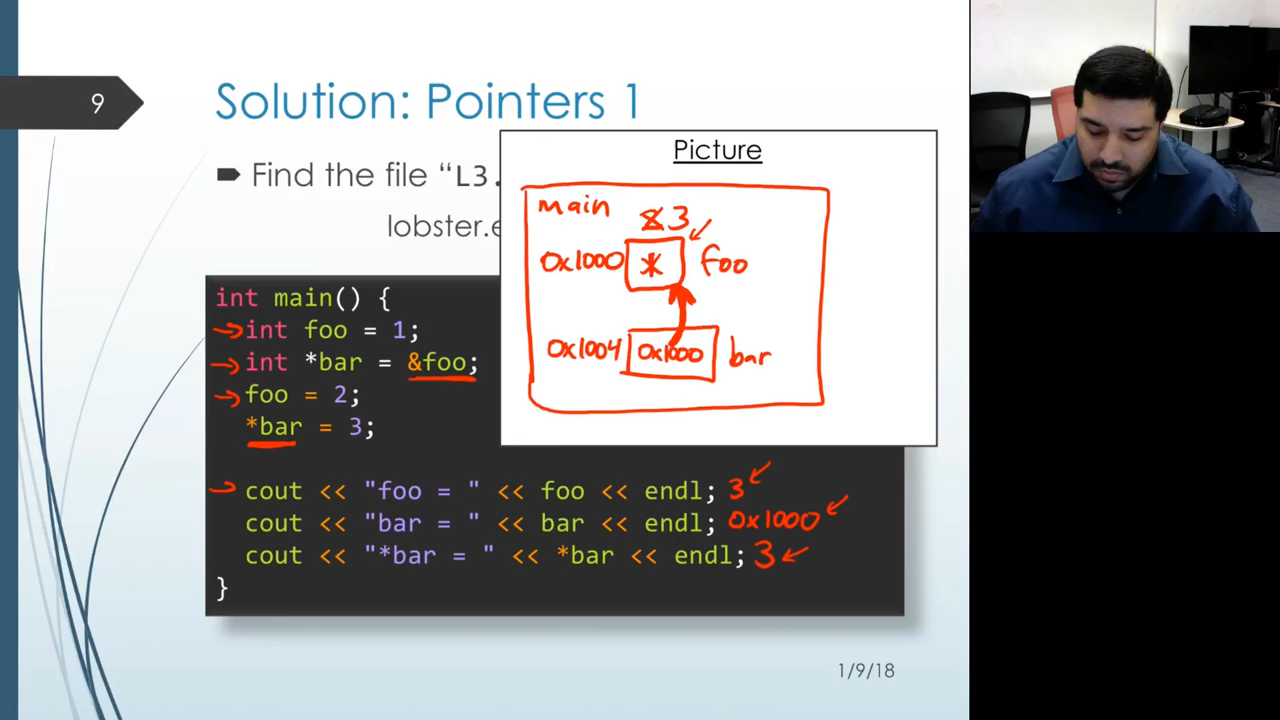 9
Solution: Pointers 1
Find the file “L3.
lobster.e
Picture
main
2 3
0x1000 1 foo
0x1004 0x1000 bar
int main() {
int foo = 1;
int *bar = &foo;
foo = 2;
*bar = 3;
cout << "foo = " << foo << endl; 3
cout << "bar = " << bar << endl; 0x1000
cout << "*bar = " << *bar << endl; 3
}
1/9/18